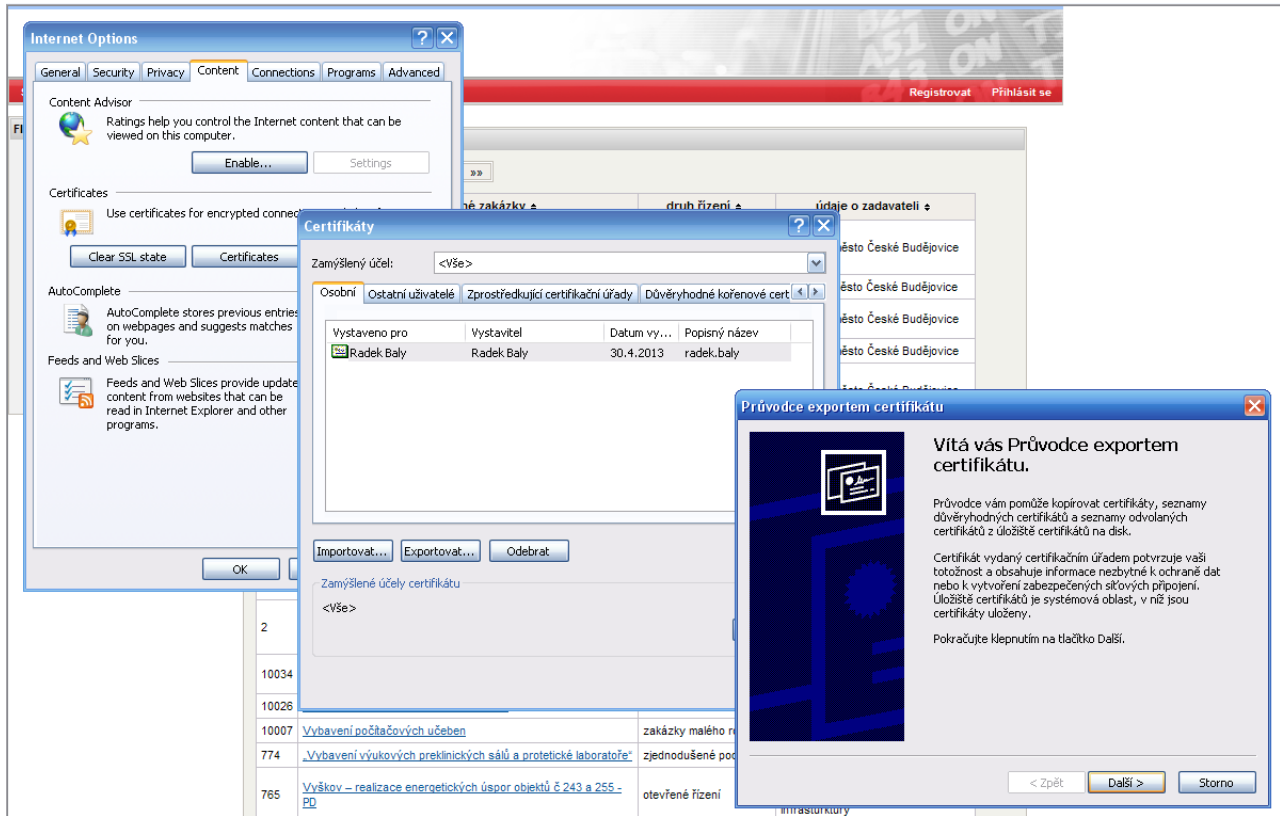 Internet Options
General Security Privacy Content Connections Programs Advanced
Content Advisor
Ratings help you control the Internet content that can be
viewed on this computer.
Enable... Settings
Certificates
Use certificates for encrypted
Clear SSL state Certificates
AutoComplete
AutoComplete stores previous entries
on webpages and suggests matches
for you.
Feeds and Web Slices
Feeds and Web Slices provide update
content from websites that can be
read in Internet Explorer and other
programs.
OK
Registrovat Přihlásit se
»»
zakázky druh řízení údaje o zadavateli
České Budějovice
České Budějovice
České Budějovice
České Budějovice
Certifikáty
Zamýšlený účel: <Vše>
Osobní Ostatní uživatelé Zprostředkující certifikační úřady Důvěryhodné kořenové cert
Vystaveno pro Vystavitel Datum vy... Popisný název
Radek Baly Radek Baly 30.4.2013 radek.baly
Importovat... Exportovat... Odebrat
Zamýšlené účely certifikátu
<Vše>
Průvodce exportem certifikátu
Vítá vás Průvodce exportem
certifikátu.
Průvodce vám pomůže kopírovat certifikáty, seznamy
důvěryhodných certifikátů a seznamy odvolaných
certifikátů z úložiště certifikátů na disk.
Certifikát vydaný certifikačním úřadem potvrzuje vaši
totožnost a obsahuje informace nezbytné k ochraně dat
nebo k vytvoření zabezpečených síťových připojení.
Úložiště certifikátů je systémová oblast, v níž jsou
certifikáty uloženy.
Pokračujte klepnutím na tlačítko Další.
< Zpět Další > Storno
2
10034
10026
10007 Vybavení počítačových učeben zakázky malého
774 „Vybavení výukových preklinických sálů a protetické laboratoře" zjednodušené
765 Vyškov – realizace energetických úspor objektů č 243 a 255 -
PD
otevřené řízení